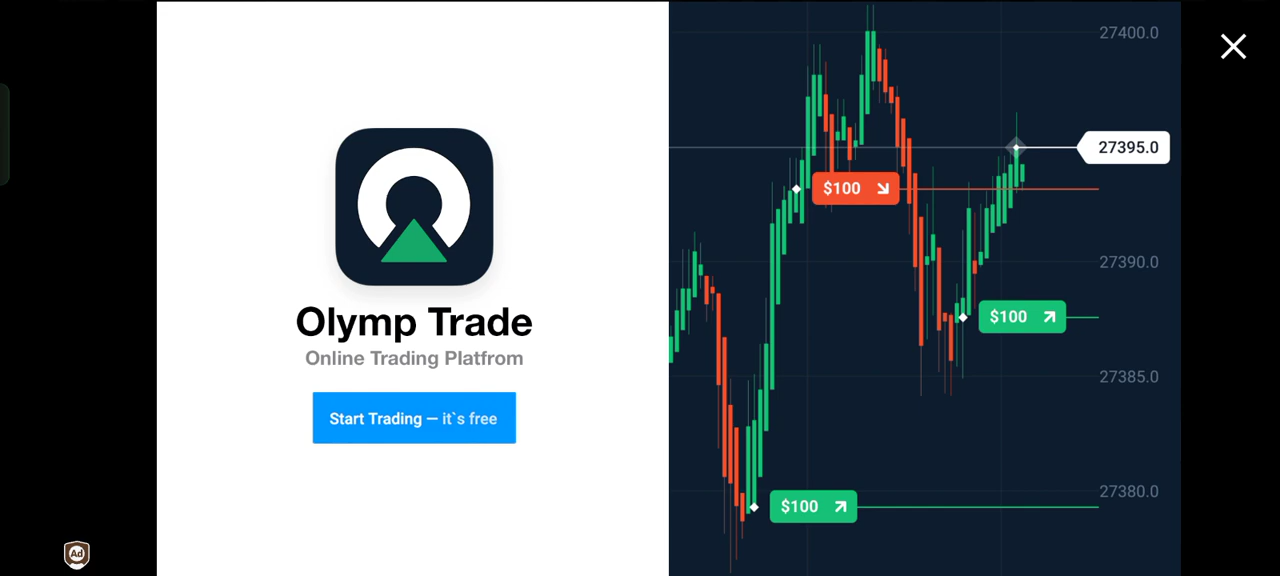 Olymp Trade
Online Trading Platfrom
Start Trading — it`s free
27400.0
27395.0
$100
27390.0
$100
27385.0
27380.0
$100
Ad